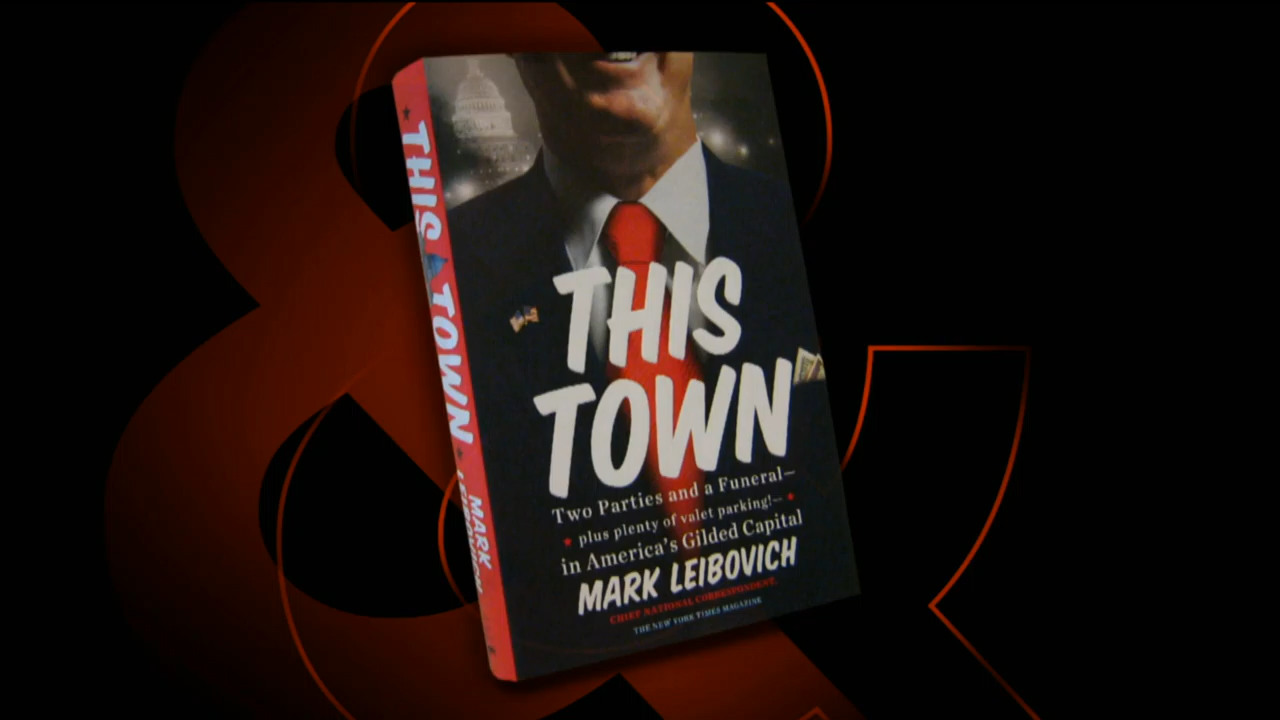 THIS TOWN
MARK
LEIBOVICH
THIS
TOWN
Two Parties and a Funeral—
plus plenty of valet parking!—
in America's Gilded Capital
MARK LEIBOVICH
CHIEF NATIONAL CORRESPONDENT,
THE NEW YORK TIMES MAGAZINE